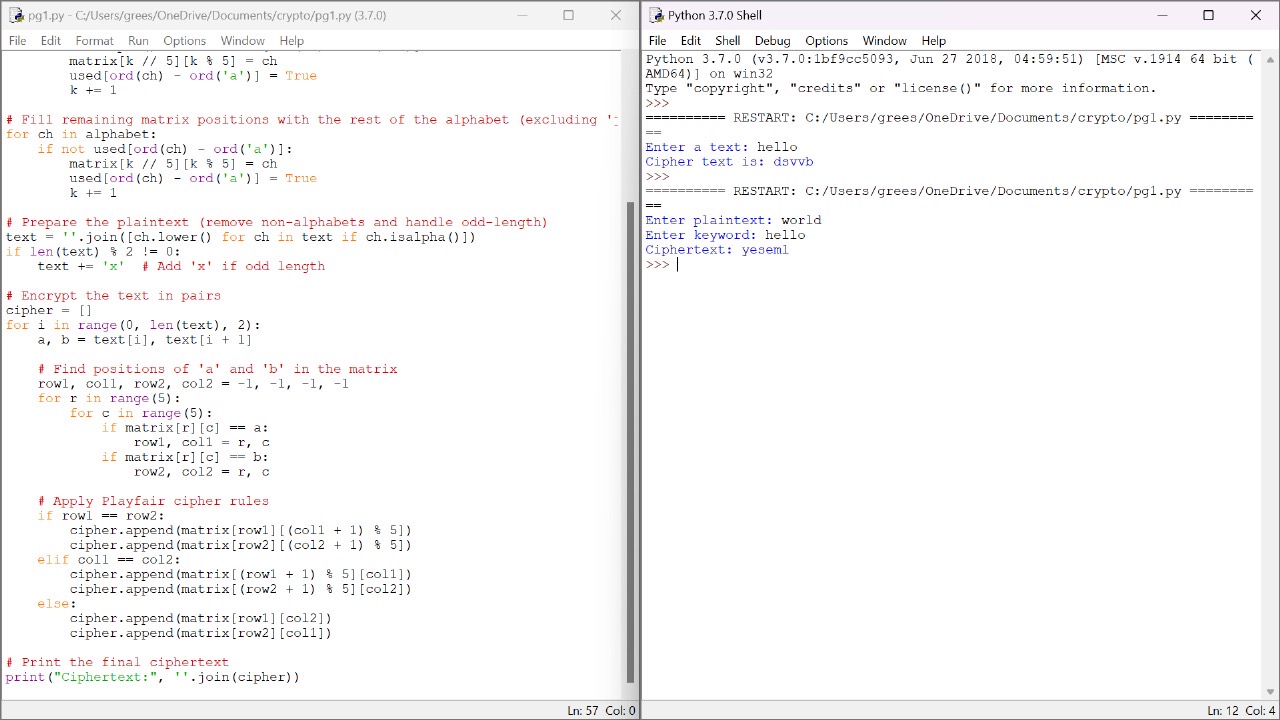 pg1.py - C:/Users/grees/OneDrive/Documents/crypto/pg1.py (3.7.0)
File Edit Format Run Options Window Help
        matrix[k // 5][k % 5] = ch
        used[ord(ch) - ord('a')] = True
        k += 1

# Fill remaining matrix positions with the rest of the alphabet (excluding '
for ch in alphabet:
    if not used[ord(ch) - ord('a')]:
        matrix[k // 5][k % 5] = ch
        used[ord(ch) - ord('a')] = True
        k += 1

# Prepare the plaintext (remove non-alphabets and handle odd-length)
text = ''.join([ch.lower() for ch in text if ch.isalpha()])
if len(text) % 2 != 0:
    text += 'x'  # Add 'x' if odd length

# Encrypt the text in pairs
cipher = []
for i in range(0, len(text), 2):
    a, b = text[i], text[i + 1]

    # Find positions of 'a' and 'b' in the matrix
    row1, col1, row2, col2 = -1, -1, -1, -1
    for r in range(5):
        for c in range(5):
            if matrix[r][c] == a:
                row1, col1 = r, c
            if matrix[r][c] == b:
                row2, col2 = r, c

    # Apply Playfair cipher rules
    if row1 == row2:
        cipher.append(matrix[row1][(col1 + 1) % 5])
        cipher.append(matrix[row2][(col2 + 1) % 5])
    elif col1 == col2:
        cipher.append(matrix[(row1 + 1) % 5][col1])
        cipher.append(matrix[(row2 + 1) % 5][col2])
    else:
        cipher.append(matrix[row1][col2])
        cipher.append(matrix[row2][col1])

# Print the final ciphertext
print("Ciphertext:", ''.join(cipher))
Ln: 57 Col: 0
Python 3.7.0 Shell
File Edit Shell Debug Options Window Help
Python 3.7.0 (v3.7.0:1bf9cc5093, Jun 27 2018, 04:59:51) [MSC v.1914 64 bit (
AMD64)] on win32
Type "copyright", "credits" or "license()" for more information.
>>>
========== RESTART: C:/Users/grees/OneDrive/Documents/crypto/pg1.py ========
==
Enter a text: hello
Cipher text is: dsvvb
>>>
========== RESTART: C:/Users/grees/OneDrive/Documents/crypto/pg1.py ========
==
Enter plaintext: world
Enter keyword: hello
Ciphertext: yeseml
>>>
Ln: 12 Col: 4